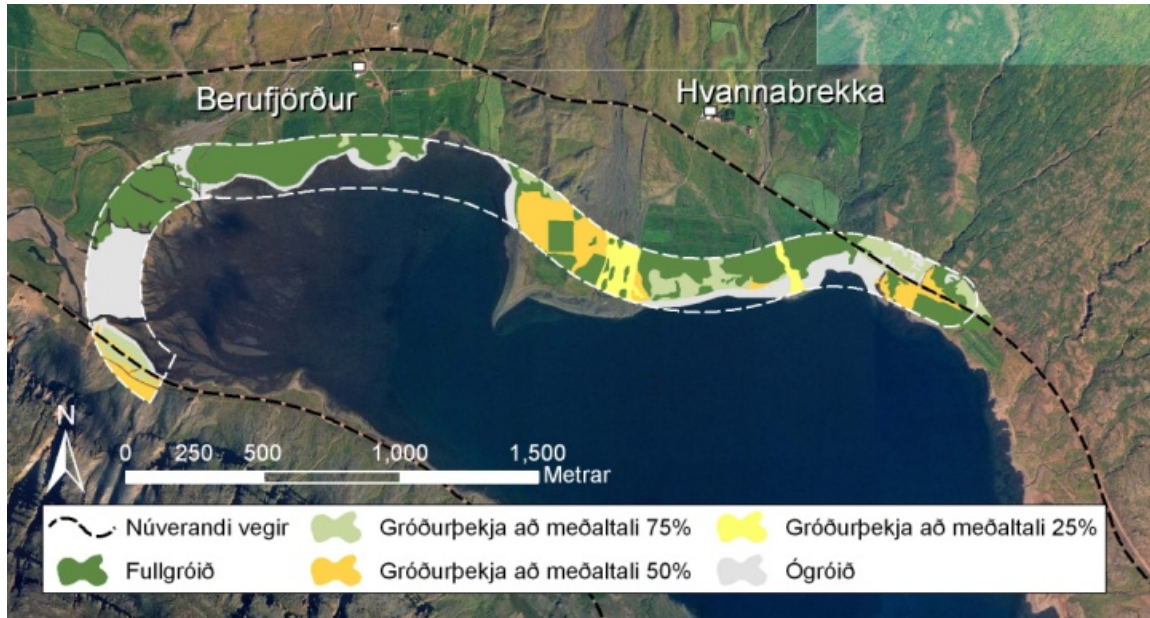 Berufjörður
Hvannabrekka
N
0 250 500 1,000 1,500
Metrar
Núverandi vegir
Gróðurþekja að meðaltali 75%
Gróðurþekja að meðaltali 25%
Fullgróið
Gróðurþekja að meðaltali 50%
Ógróið